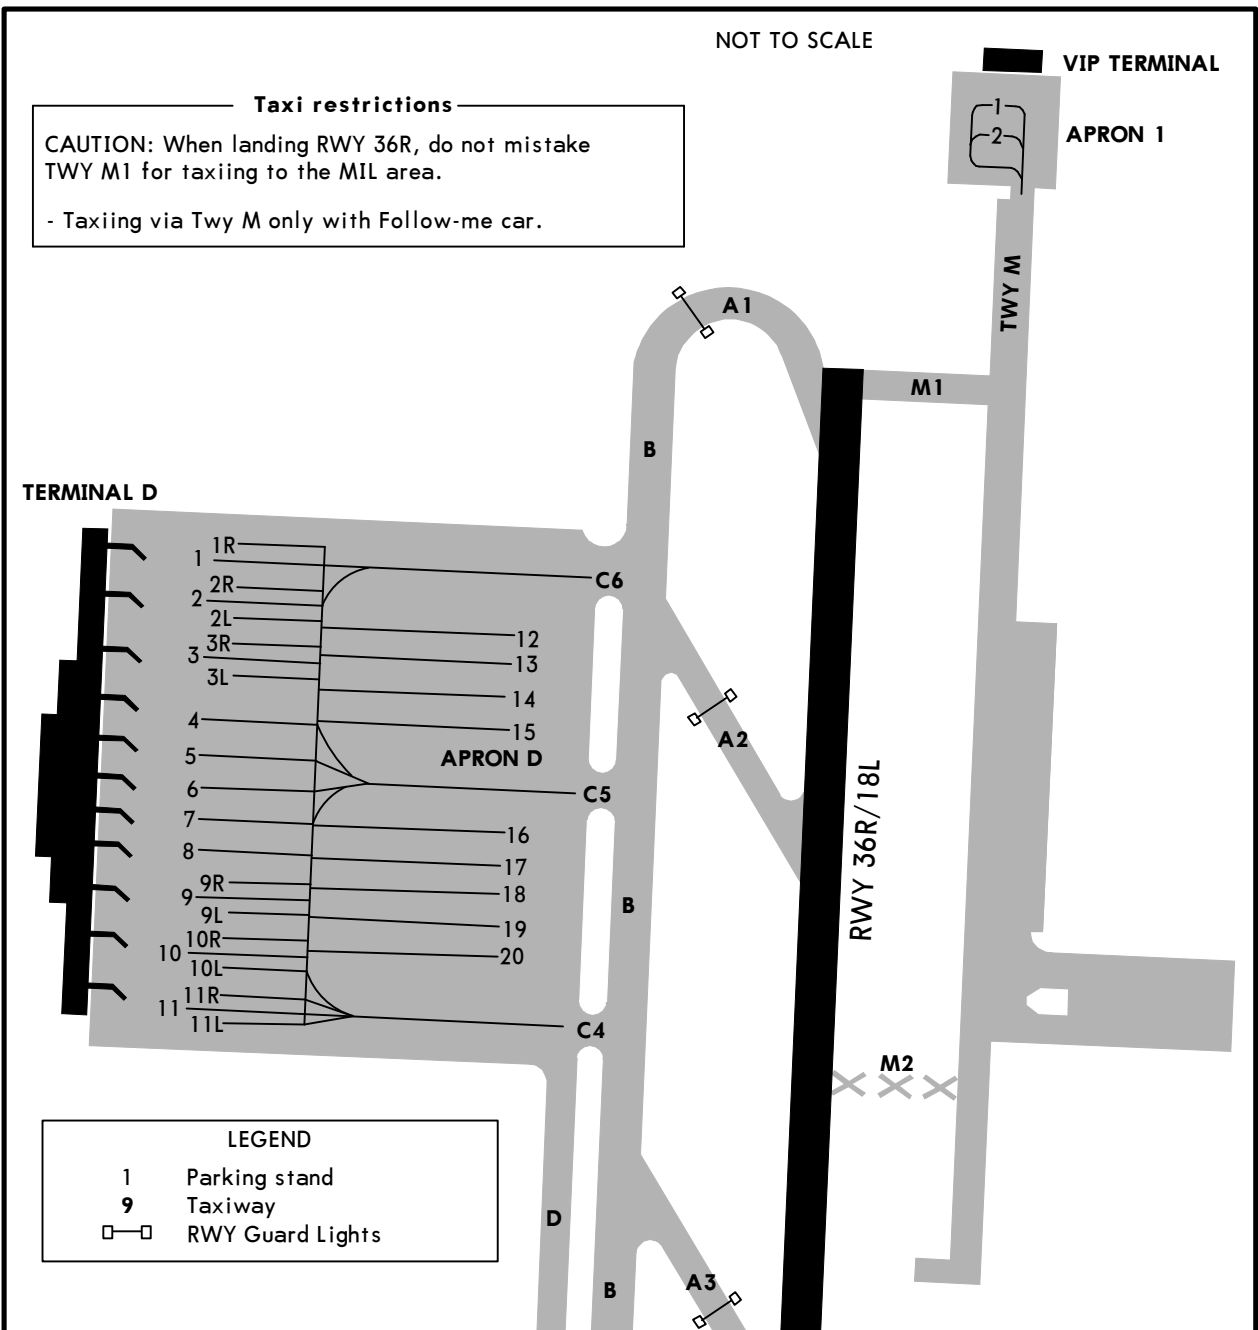 NOT TO SCALE
VIP TERMINAL
Taxi restrictions
CAUTION: When landing RWY 36R, do not mistake
TWY M1 for taxiing to the MIL area.
- Taxiing via Twy M only with Follow-me car.
1
2
APRON 1
TWY M
A1
M1
B
TERMINAL D
1R
1
C6
2R
2
2L
12
3R
3
13
3L
14
4
15
A2
5
APRON D
6
C5
RWY 36R/18L
7
16
8
17
9R
18
9
B
9L
19
10R
10
20
10L
11R
11
11L
C4
M2
LEGEND
1 Parking stand
9 Taxiway
RWY Guard Lights
D
B
A3